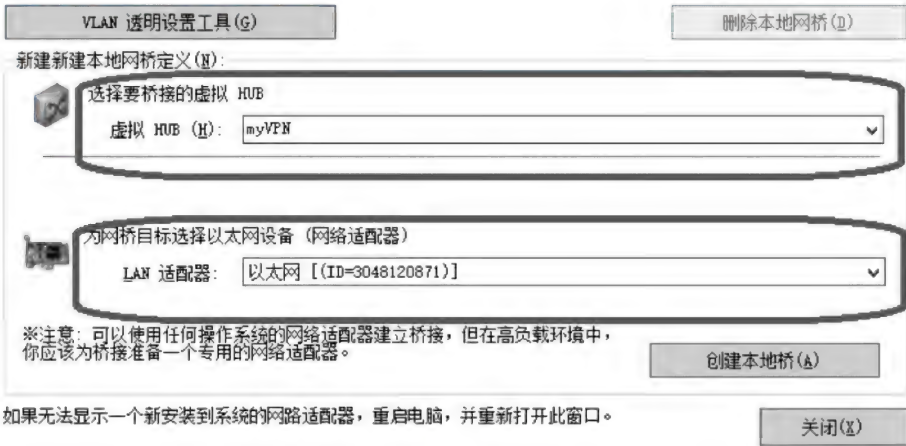 VLAN 透明设置工具(G)
删除本地网桥(D)
新建新建本地网桥定义(N):
选择要桥接的虚拟 HUB
虚拟 HUB (H):
myVPN
为网桥目标选择以太网设备 (网络适配器)
LAN 适配器:
以太网 [(ID=3048120871)]
※注意: 可以使用任何操作系统的网络适配器建立桥接，但在高负载环境中，
你应该为桥接准备一个专用的网络适配器。
创建本地桥(A)
如果无法显示一个新安装到系统的网路适配器，重启电脑，并重新打开此窗口。
关闭(X)